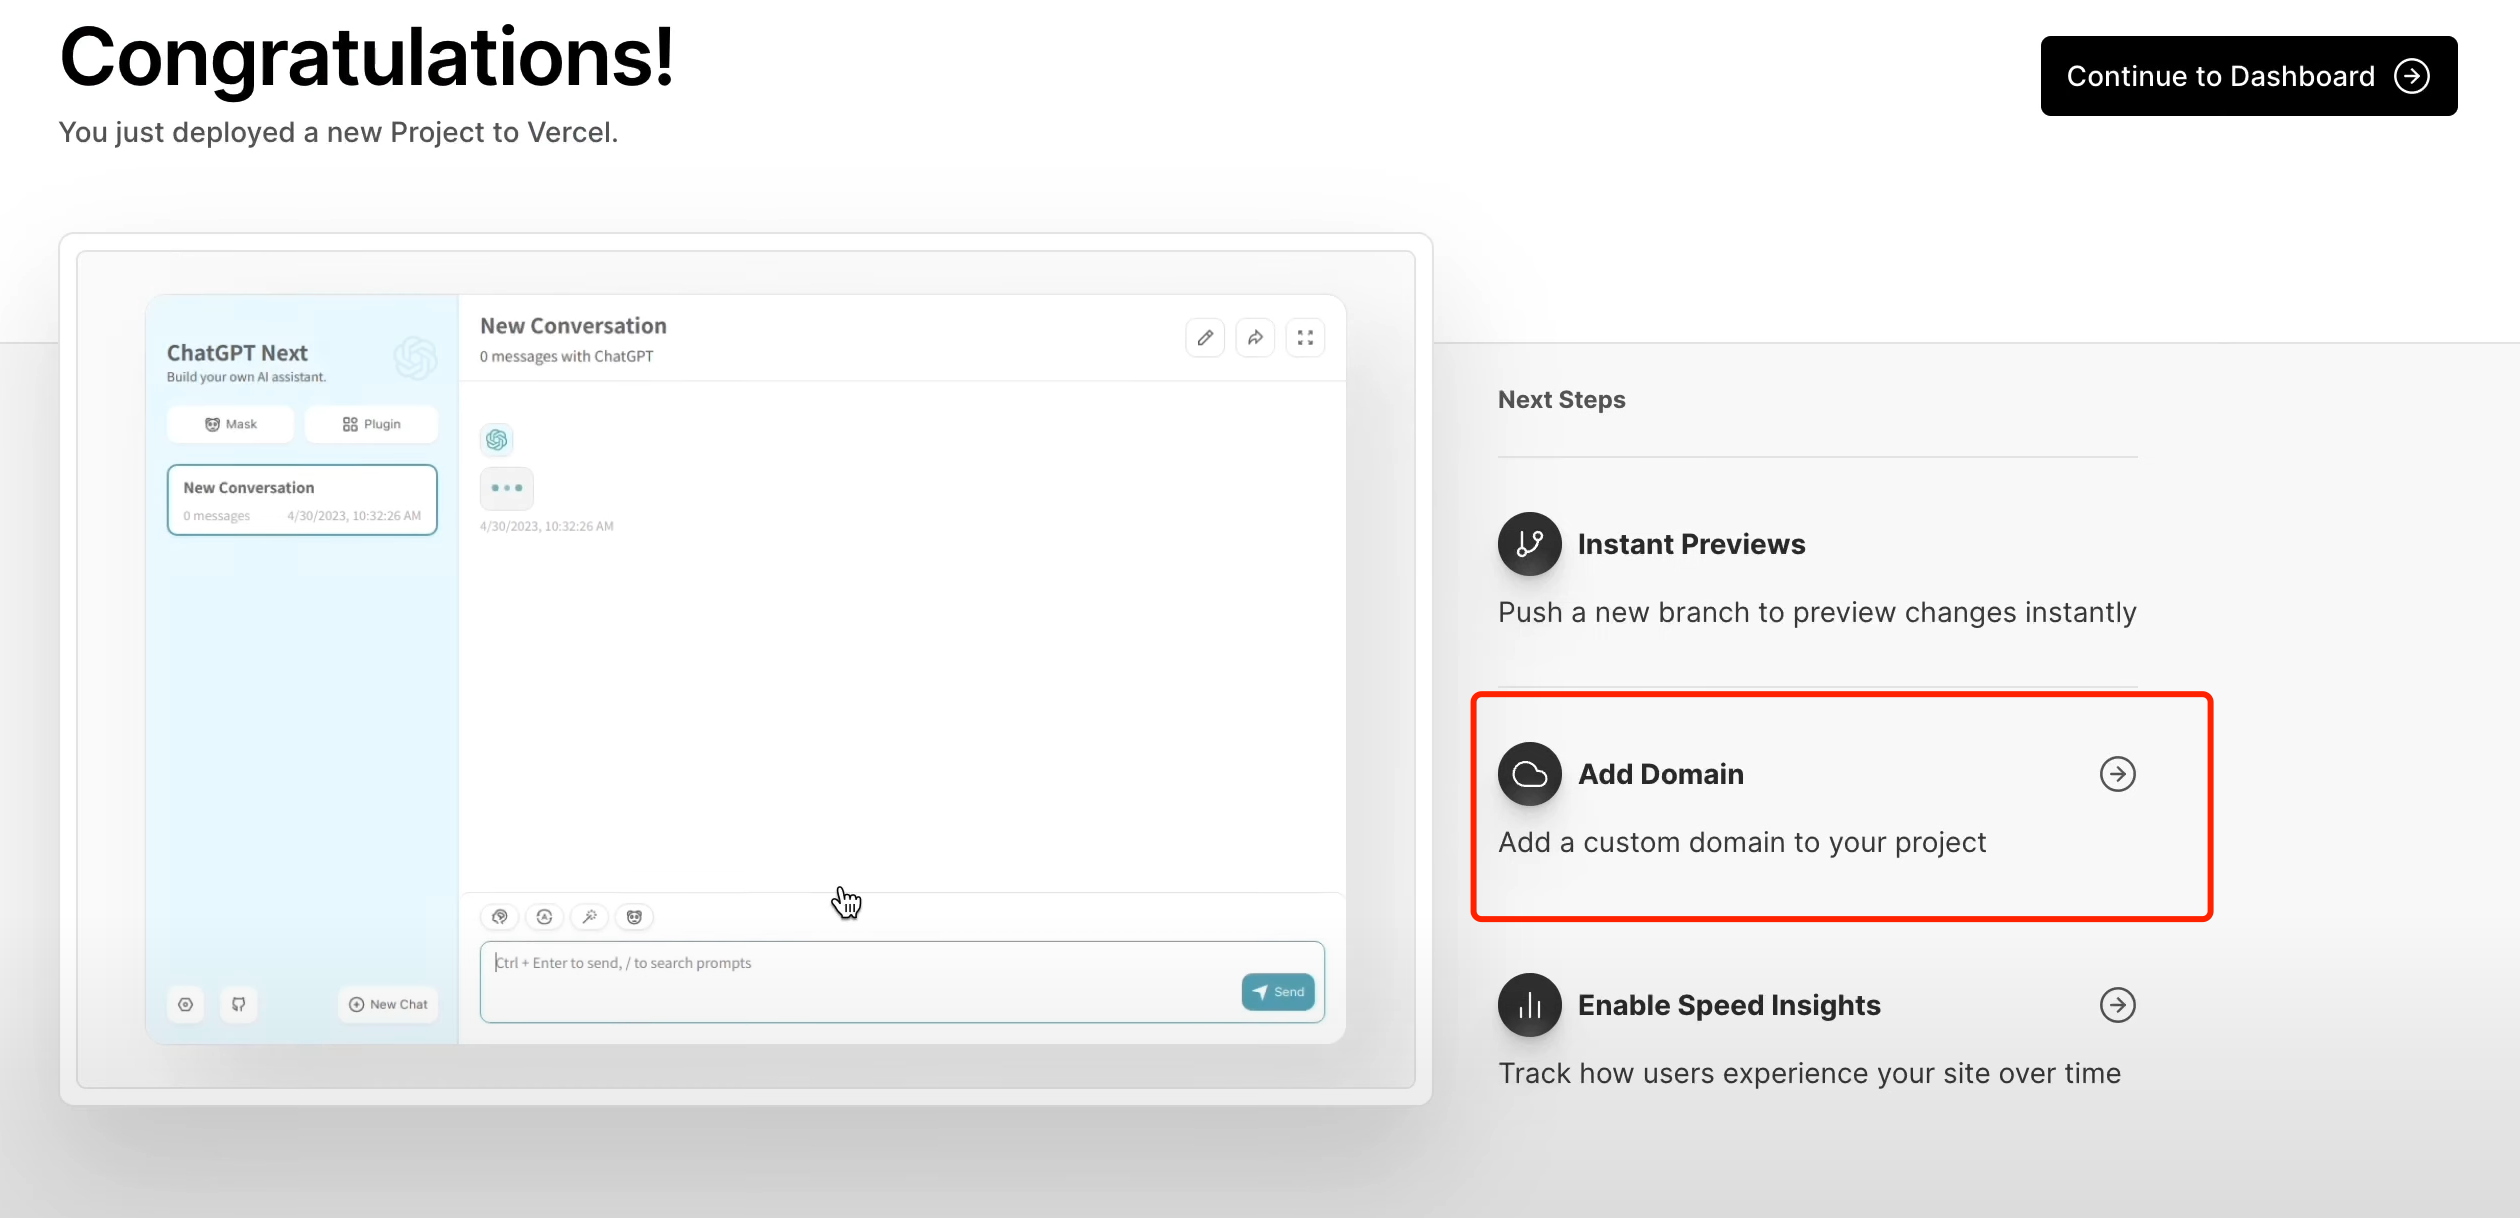 Congratulations!
You just deployed a new Project to Vercel.
Continue to Dashboard
ChatGPT Next
Build your own AI assistant.
Mask
Plugin
New Conversation
0 messages
4/30/2023, 10:32:26 AM
New Chat
New Conversation
0 messages with ChatGPT
4/30/2023, 10:32:26 AM
Ctrl + Enter to send, / to search prompts
Send
Next Steps
Instant Previews
Push a new branch to preview changes instantly
Add Domain
Add a custom domain to your project
Enable Speed Insights
Track how users experience your site over time